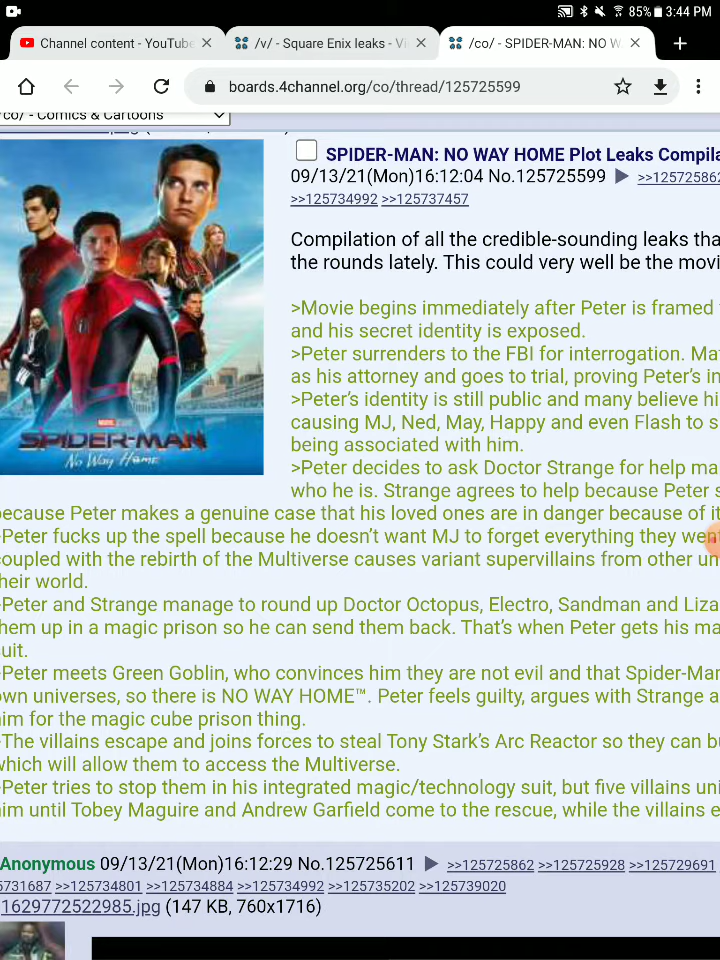 85% 3:44 PM
Channel content - YouTube
/v/ - Square Enix leaks - Vi
/co/ - SPIDER-MAN: NO W
boards.4channel.org/co/thread/125725599
/co/ - Comics & Cartoons
SPIDER-MAN: NO WAY HOME Plot Leaks Compila
09/13/21(Mon)16:12:04 No.125725599 ▶ >>125725862
>>125734992 >>125737457
Compilation of all the credible-sounding leaks tha
the rounds lately. This could very well be the movi
>Movie begins immediately after Peter is framed
and his secret identity is exposed.
>Peter surrenders to the FBI for interrogation. Ma
as his attorney and goes to trial, proving Peter's in
>Peter's identity is still public and many believe hi
causing MJ, Ned, May, Happy and even Flash to s
being associated with him.
>Peter decides to ask Doctor Strange for help ma
who he is. Strange agrees to help because Peter s
because Peter makes a genuine case that his loved ones are in danger because of it
>Peter fucks up the spell because he doesn't want MJ to forget everything they went
coupled with the rebirth of the Multiverse causes variant supervillains from other un
their world.
>Peter and Strange manage to round up Doctor Octopus, Electro, Sandman and Liza
them up in a magic prison so he can send them back. That's when Peter gets his ma
suit.
>Peter meets Green Goblin, who convinces him they are not evil and that Spider-Man
own universes, so there is NO WAY HOME™. Peter feels guilty, argues with Strange a
him for the magic cube prison thing.
>The villains escape and joins forces to steal Tony Stark's Arc Reactor so they can bu
which will allow them to access the Multiverse.
>Peter tries to stop them in his integrated magic/technology suit, but five villains uni
him until Tobey Maguire and Andrew Garfield come to the rescue, while the villains e
SPIDER-MAN
No Way Home
Anonymous 09/13/21(Mon)16:12:29 No.125725611 ▶ >>125725862 >>125725928 >>125729691
5731687 >>125734801 >>125734884 >>125734992 >>125735202 >>125739020
1629772522985.jpg (147 KB, 760x1716)